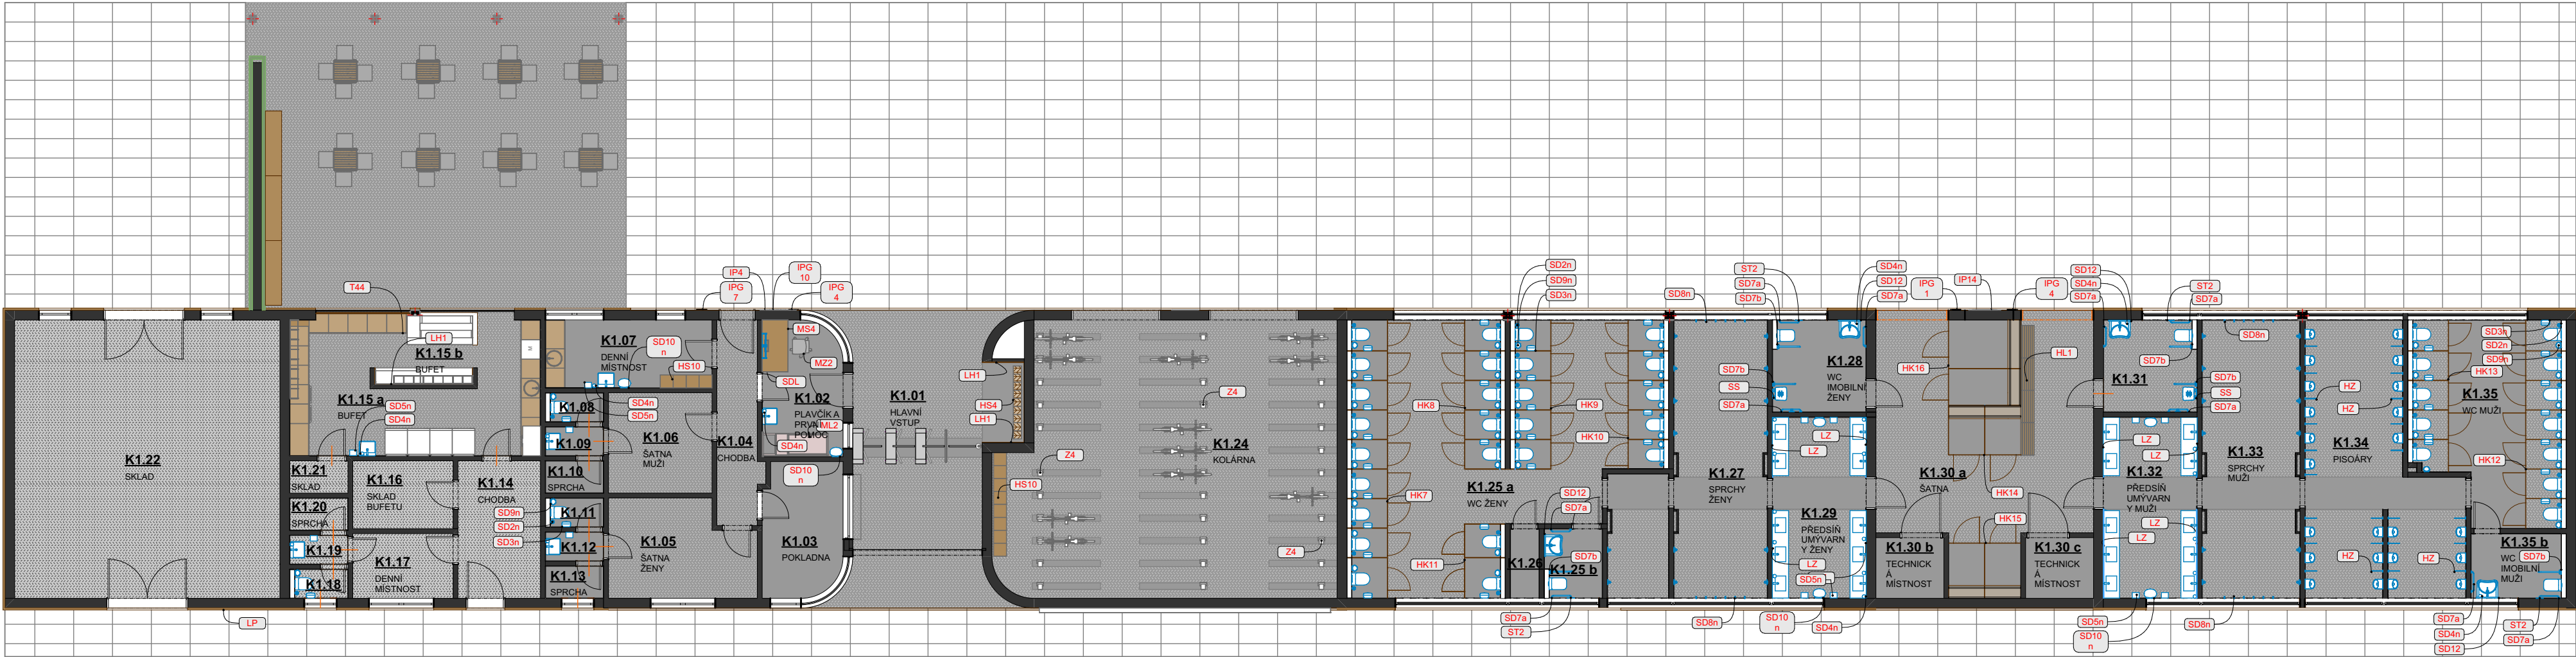 T44
IP4
IPG
7
IPG
10
IPG
4
SD2n
SD9n
SD3n
SD8n
ST2
SD7a
SD7b
SD4n
SD12
SD7a
IPG
1
IP14
IPG
4
SD12
SD4n
SD7a
ST2
SD7a
SD8n
SD3n
SD2n
SD9n
HK13
LH1
K1.15 b
BUFET
K1.15 a
BUFET
SD5n
SD4n
K1.22
SKLAD
K1.21
SKLAD
K1.20
SPRCHA
K1.19
K1.18
K1.16
SKLAD
BUFETU
K1.17
DENNÍ
MÍSTNOST
K1.14
CHODBA
SD9n
SD2n
SD3n
K1.07
DENNÍ
MÍSTNOST
SD10
n
HS10
K1.08
SD4n
SD5n
K1.09
K1.10
SPRCHA
K1.11
K1.12
K1.13
SPRCHA
K1.06
ŠATNA
MUŽI
K1.05
ŠATNA
ŽENY
K1.04
CHODBA
MS4
MZ2
SDL
K1.02
PLAVČÍK A
PRVNÍ
POMOC
ML2
SD4n
SD10
n
K1.03
POKLADNA
K1.01
HLAVNÍ
VSTUP
LH1
HS4
LH1
HS10
Z4
Z4
Z4
K1.24
KOLÁRNA
HK8
HK7
HK9
HK10
HK11
K1.25 a
WC ŽENY
SD12
SD7a
K1.26
SD7b
K1.25 b
SD7a
ST2
SD7b
SS
SD7a
K1.27
SPRCHY
ŽENY
SD8n
K1.28
WC
IMOBILNÍ
ŽENY
LZ
LZ
K1.29
PŘEDSÍŇ
UMÝVARN
Y ŽENY
LZ
SD5n
SD10
n
SD4n
HK16
HL1
K1.30 a
ŠATNA
HK14
HK15
K1.30 b
TECHNICK
Á
MÍSTNOST
K1.30 c
TECHNICK
Á
MÍSTNOST
K1.31
SD7b
SD7b
SS
SD7a
LZ
LZ
K1.32
PŘEDSÍŇ
UMÝVARN
Y MUŽI
LZ
LZ
SD5n
SD10
n
SD8n
K1.33
SPRCHY
MUŽI
HZ
HZ
K1.34
PISOÁRY
HZ
HZ
K1.35
WC MUŽI
HK12
K1.35 b
WC
IMOBILNÍ
MUŽI
SD7b
SD7a
SD4n
SD12
ST2
SD7a
LP